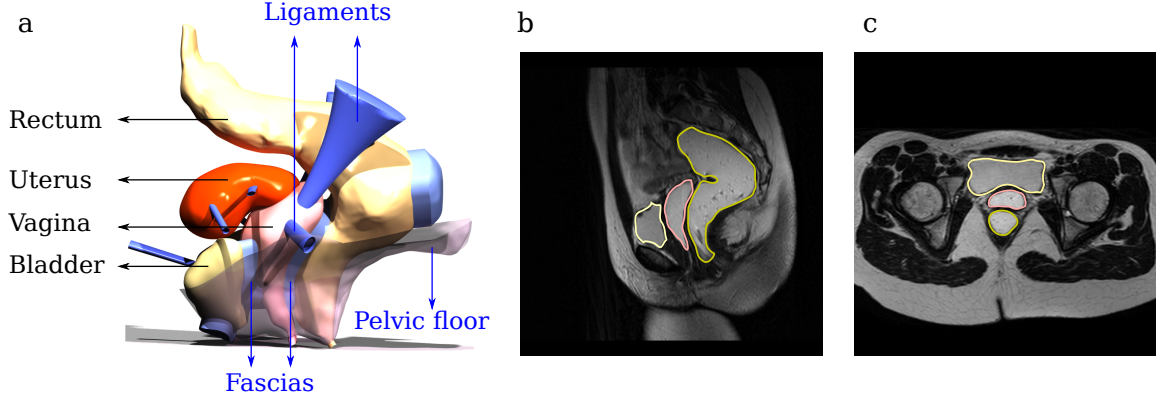 a
Ligaments
b
c
Rectum
Uterus
Vagina
Bladder
Pelvic floor
Fascias